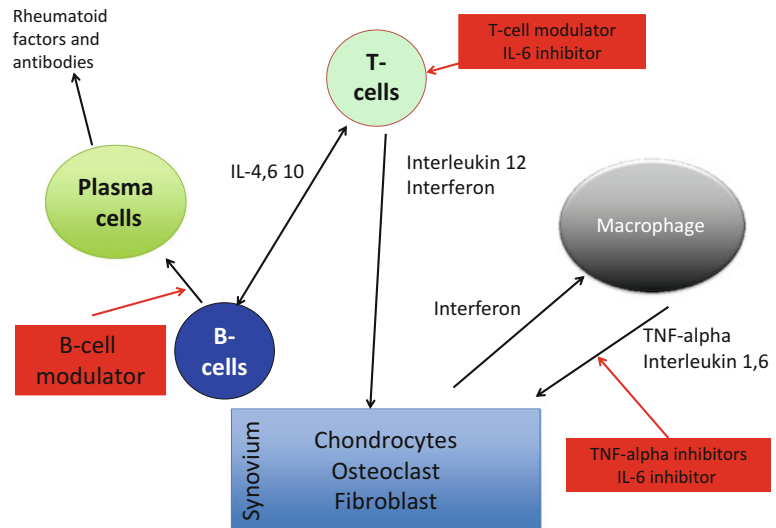 Rheumatoid
factors and
antibodies
T-
cells
T-cell modulator
IL-6 inhibitor
Plasma
cells
IL-4,6 10
Interleukin 12
Interferon
Macrophage
B-cell
modulator
B-
cells
Interferon
TNF-alpha
Interleukin 1,6
Synovium
Chondrocytes
Osteoclast
Fibroblast
TNF-alpha inhibitors
IL-6 inhibitor